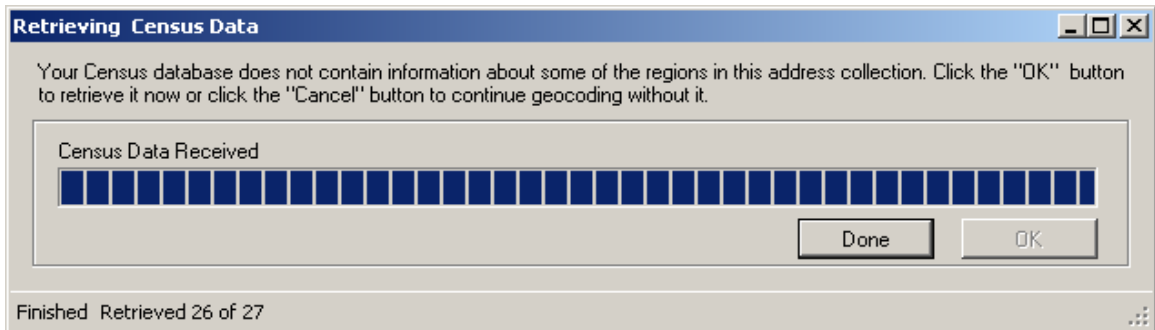 Retrieving  Census Data
Your Census database does not contain information about some of the regions in this address collection. Click the "OK"  button
to retrieve it now or click the "Cancel" button to continue geocoding without it.
Census Data Received
Done
OK
Finished  Retrieved 26 of 27